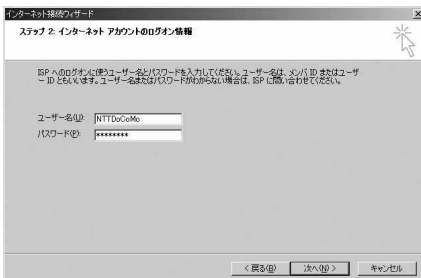 インターネット接続ウィザード
ステップ 2: インターネット アカウントのログオン情報
ISP へのログオンに使うユーザー名とパスワードを入力してください。ユーザー名は、メンバ ID またはユーザ
ー ID ともいいます。ユーザー名またはパスワードがわからない場合は、ISP に問い合わせてください。
ユーザー名(U): NTTDoCoMo
パスワード(P): ********
< 戻る(B) 次へ(N) > キャンセル